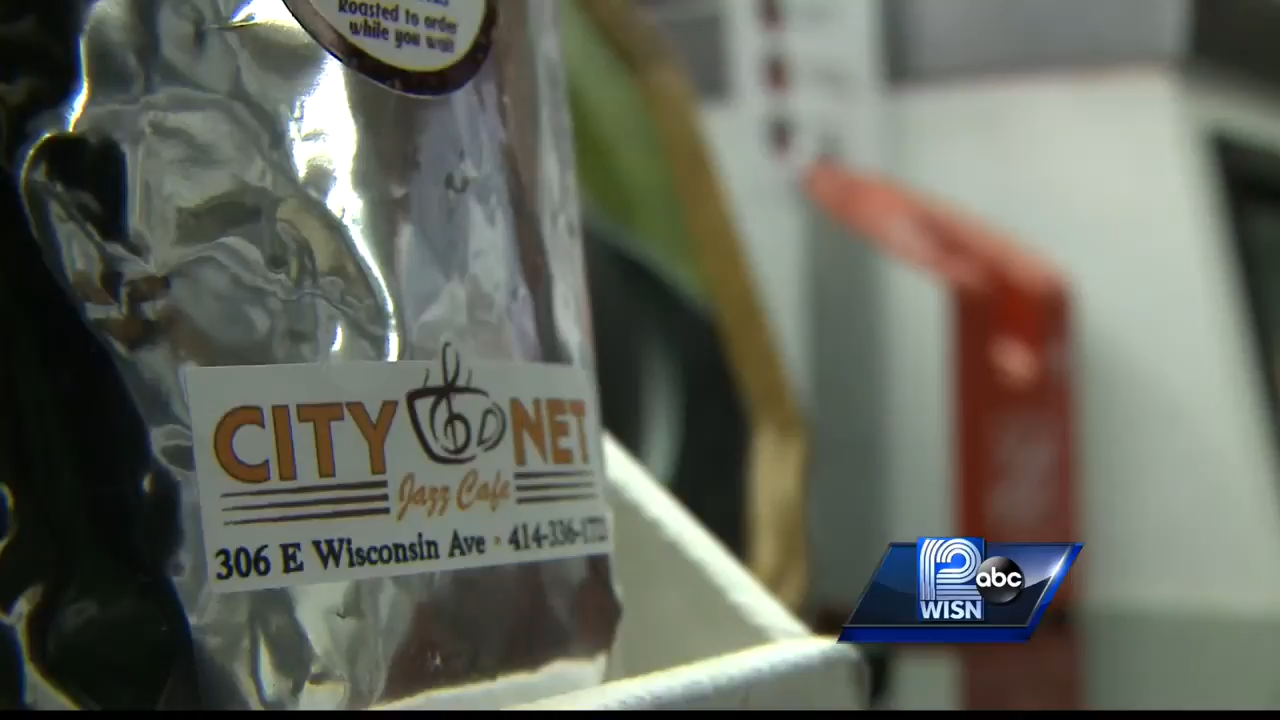 Roasted to order
while you wait
CITY NET
Jazz Cafe
306 E Wisconsin Ave •
12 abc
WISN